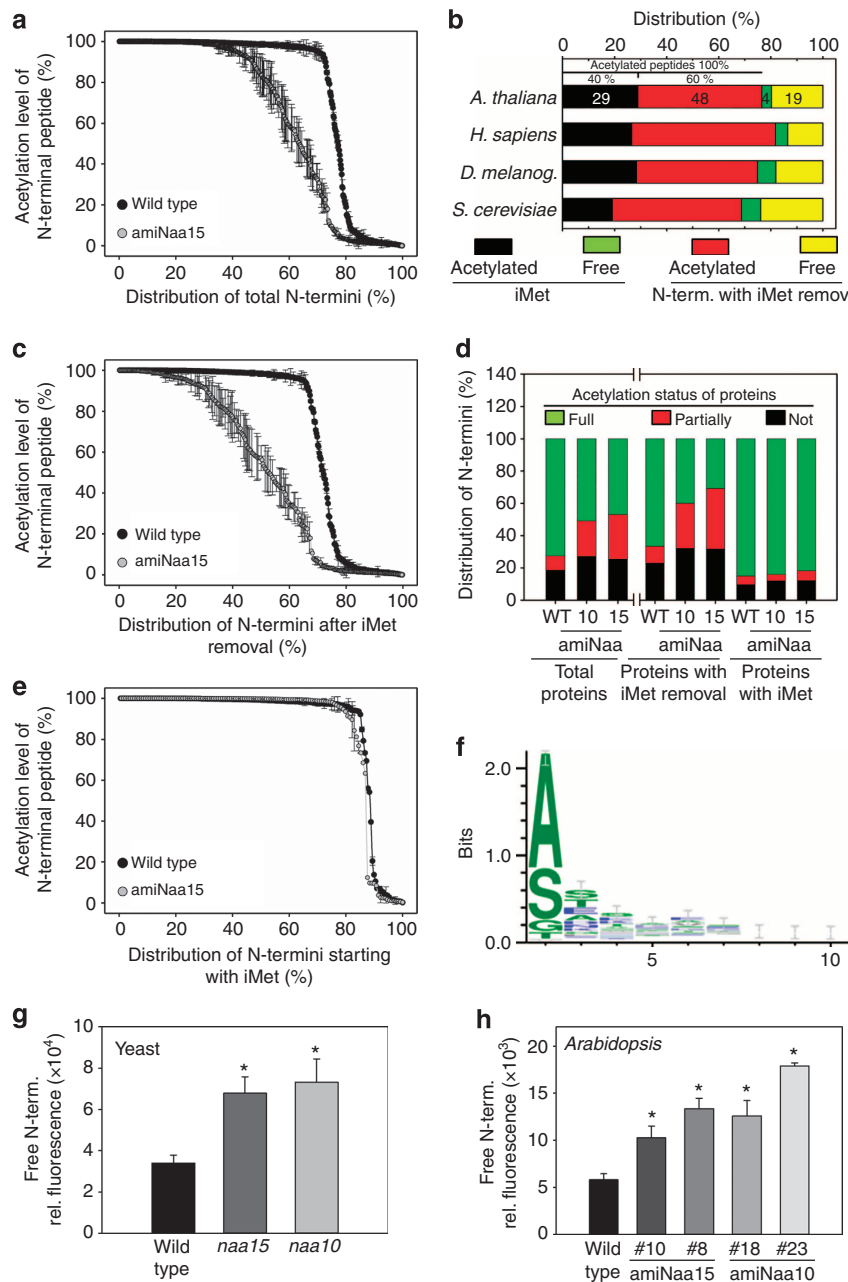 a
Acetylation level of
N-terminal peptide (%)
100
80
60
40
20
0
Wild type
amiNaa15
0 20 40 60 80 100
Distribution of total N-termini (%)
b
Distribution (%)
0 20 40 60 80 100
Acetylated peptides 100%
40 % 60 %
A. thaliana 29 48 4 19
H. sapiens
D. melanog.
S. cerevisiae
Acetylated Free Acetylated Free
iMet N-term. with iMet remov
c
Acetylation level of
N-terminal peptide (%)
100
80
60
40
20
0
Wild type
amiNaa15
0 20 40 60 80 100
Distribution of N-termini after iMet
removal (%)
d
Distribution of N-termini (%)
140
120
100
80
60
40
20
0
Acetylation status of proteins
Full Partially Not
WT 10 15 WT 10 15 WT 10 15
amiNaa amiNaa amiNaa
Total
proteins
Proteins with
iMet removal
Proteins
with iMet
e
Acetylation level of
N-terminal peptide (%)
100
80
60
40
20
0
Wild type
amiNaa15
0 20 40 60 80 100
Distribution of N-termini starting
with iMet (%)
f
Bits
2.0
1.0
0.0
A
S
G
5 10
g
Free N-term.
rel. fluorescence (×10⁴)
10
8
6
4
2
0
Yeast
* *
Wild
type
naa15 naa10
h
Free N-term.
rel. fluorescence (×10³)
20
15
10
5
0
Arabidopsis
* * * *
Wild
type
#10 #8 #18 #23
amiNaa15 amiNaa10